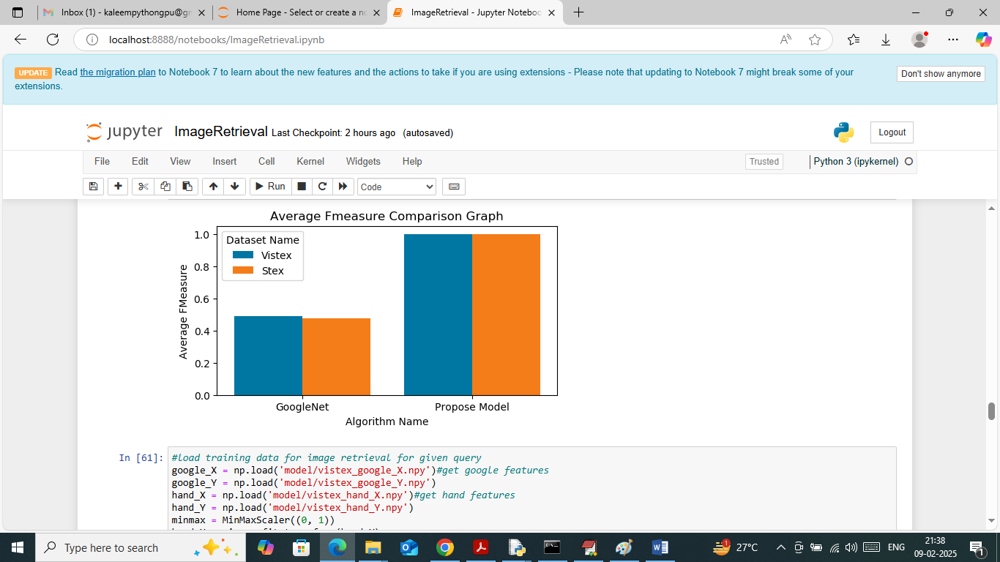 Inbox (1) - kaleempythongpu@gm
Home Page - Select or create a no
ImageRetrieval - Jupyter Noteboo
localhost:8888/notebooks/ImageRetrieval.ipynb
UPDATE Read the migration plan to Notebook 7 to learn about the new features and the actions to take if you are using extensions - Please note that updating to Notebook 7 might break some of your
extensions.
Don't show anymore
jupyter ImageRetrieval Last Checkpoint: 2 hours ago (autosaved)
Logout
File Edit View Insert Cell Kernel Widgets Help
Trusted
Python 3 (ipykernel)
Run
Code
Average Fmeasure Comparison Graph
Dataset Name
Vistex
Stex
1.0
0.8
0.6
0.4
0.2
0.0
Average FMeasure
GoogleNet
Propose Model
Algorithm Name
In [61]:
#load training data for image retrieval for given query
google_X = np.load('model/vistex_google_X.npy')#get google features
google_Y = np.load('model/vistex_google_Y.npy')
hand_X = np.load('model/vistex_hand_X.npy')#get hand features
hand_Y = np.load('model/vistex_hand_Y.npy')
minmax = MinMaxScaler((0, 1))
Type here to search
1
27°C
ENG
21:38
09-02-2025
1